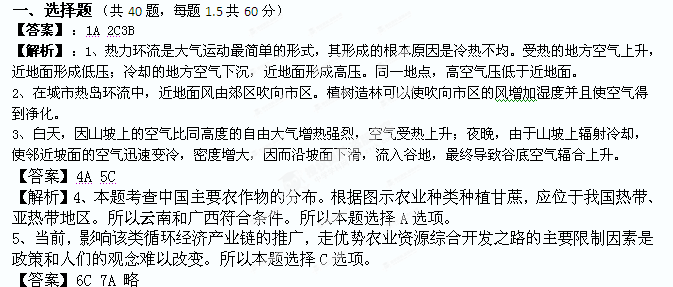 一、选择题（共 40 题，每题 1.5 共 60 分）
【答案】：1A 2C3B
【解析】：1、热力环流是大气运动最简单的形式，其形成的根本原因是冷热不均。受热的地方空气上升，
近地面形成低压；冷却的地方空气下沉，近地面形成高压。同一地点，高空气压低于近地面。
2、在城市热岛环流中，近地面风由郊区吹向市区。植树造林可以使吹向市区的风增加湿度并且使空气得
到净化。
3、白天，因山坡上的空气比同高度的自由大气增热强烈，空气受热上升；夜晚，由于山坡上辐射冷却，
使邻近坡面的空气迅速变冷，密度增大，因而沿坡面下滑，流入谷地，最终导致谷底空气辐合上升。
【答案】4A 5C
【解析】4、本题考查中国主要农作物的分布。根据图示农业种类种植甘蔗，应位于我国热带、
亚热带地区。所以云南和广西符合条件。所以本题选择 A 选项。
5、当前，影响该类循环经济产业链的推广，走优势农业资源综合开发之路的主要限制因素是
政策和人们的观念难以改变。所以本题选择 C 选项。
【答案】6C 7A 略